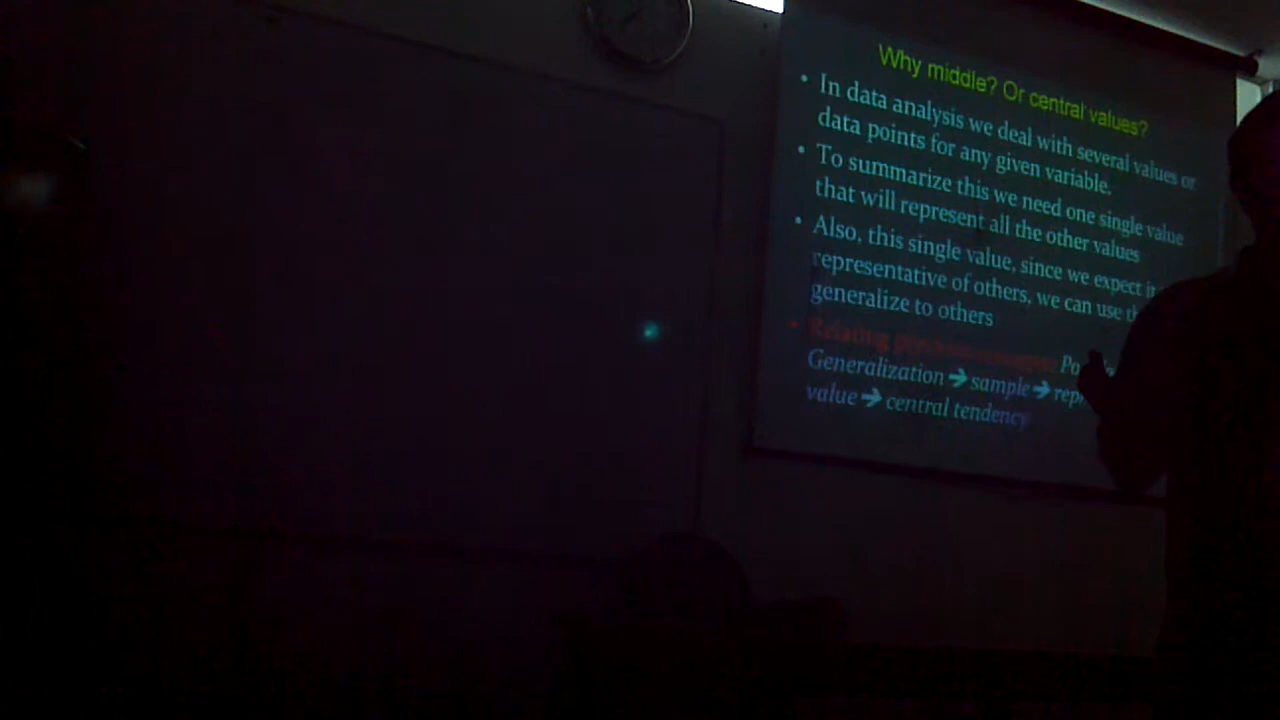 Why middle? Or central values?
• In data analysis we deal with several values or
data points for any given variable.
• To summarize this we need one single value
that will represent all the other values
• Also, this single value, since we expect it
representative of others, we can use
generalize to others
• Relating
Generalization ➔ sample ➔
value ➔ central tendency